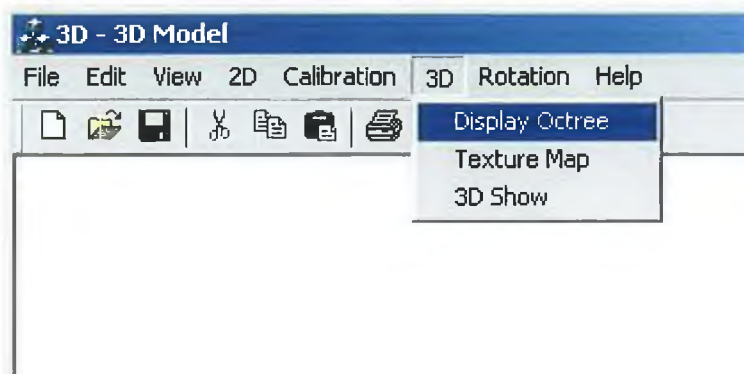 3D - 3D Model
File Edit View 2D Calibration 3D Rotation Help
Display Octree
Texture Map
3D Show